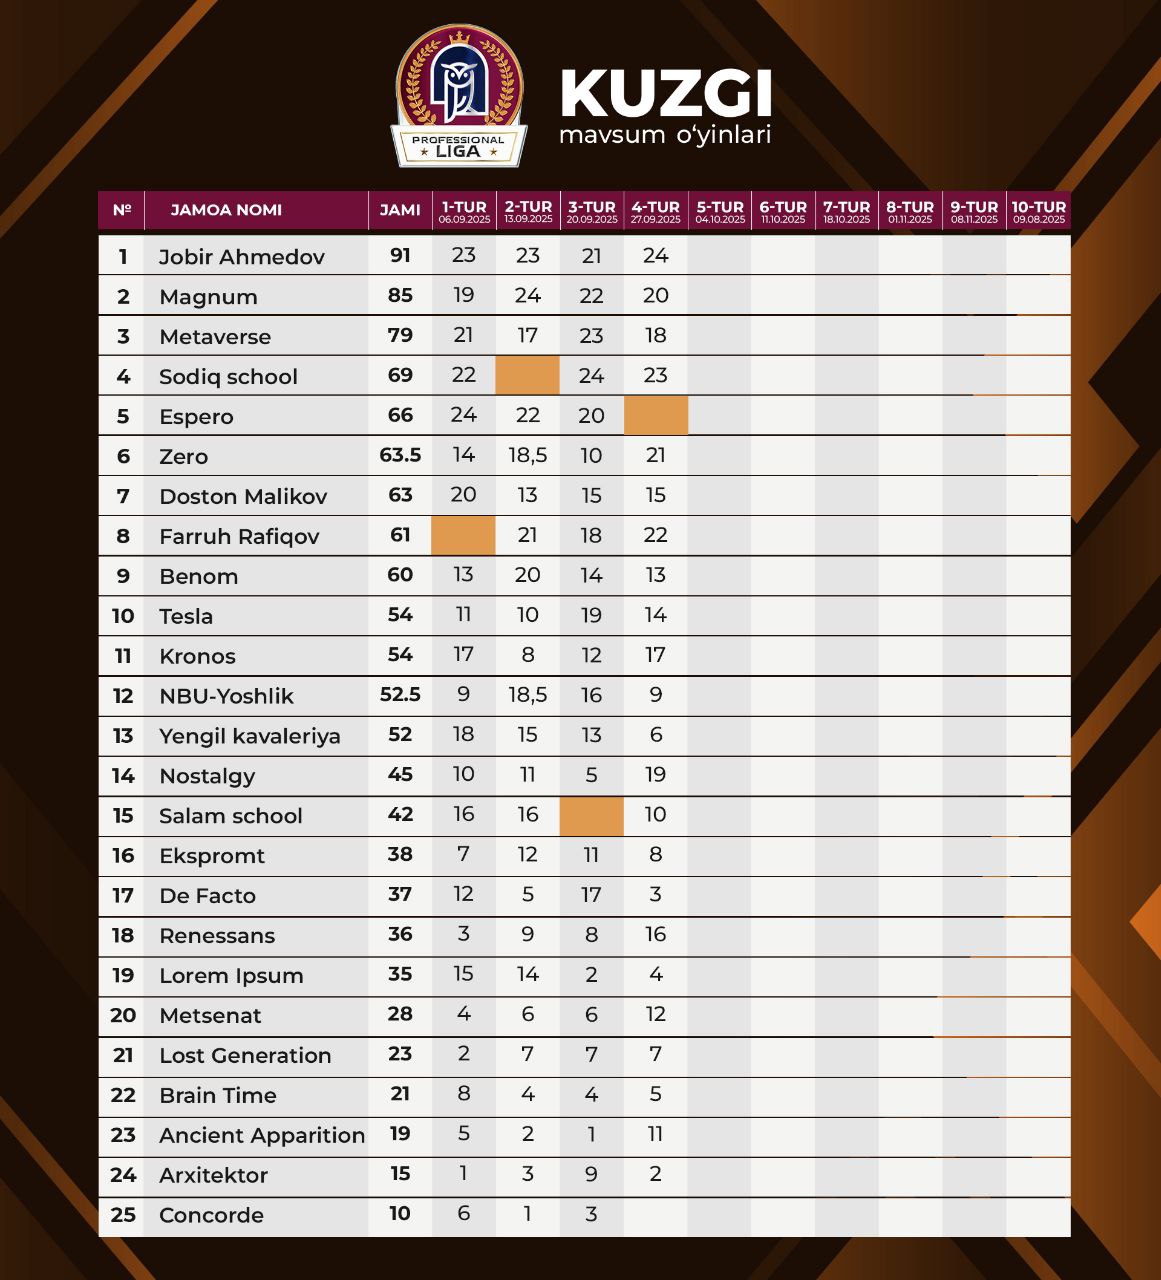 PROFESSIONAL
LIGA
KUZGI
mavsum o‘yinlari
№ JAMOA NOMI JAMI 1-TUR 2-TUR 3-TUR 4-TUR 5-TUR 6-TUR 7-TUR 8-TUR 9-TUR 10-TUR
06.09.2025 13.09.2025 20.09.2025 27.09.2025 04.10.2025 11.10.2025 18.10.2025 01.11.2025 08.11.2025 09.08.2025
1 Jobir Ahmedov 91 23 23 21 24
2 Magnum 85 19 24 22 20
3 Metaverse 79 21 17 23 18
4 Sodiq school 69 22 24 23
5 Espero 66 24 22 20
6 Zero 63.5 14 18,5 10 21
7 Doston Malikov 63 20 13 15 15
8 Farruh Rafiqov 61 21 18 22
9 Benom 60 13 20 14 13
10 Tesla 54 11 10 19 14
11 Kronos 54 17 8 12 17
12 NBU-Yoshlik 52.5 9 18,5 16 9
13 Yengil kavaleriya 52 18 15 13 6
14 Nostalgy 45 10 11 5 19
15 Salam school 42 16 16 10
16 Ekspromt 38 7 12 11 8
17 De Facto 37 12 5 17 3
18 Renessans 36 3 9 8 16
19 Lorem Ipsum 35 15 14 2 4
20 Metsenat 28 4 6 6 12
21 Lost Generation 23 2 7 7 7
22 Brain Time 21 8 4 4 5
23 Ancient Apparition 19 5 2 1 11
24 Arxitektor 15 1 3 9 2
25 Concorde 10 6 1 3